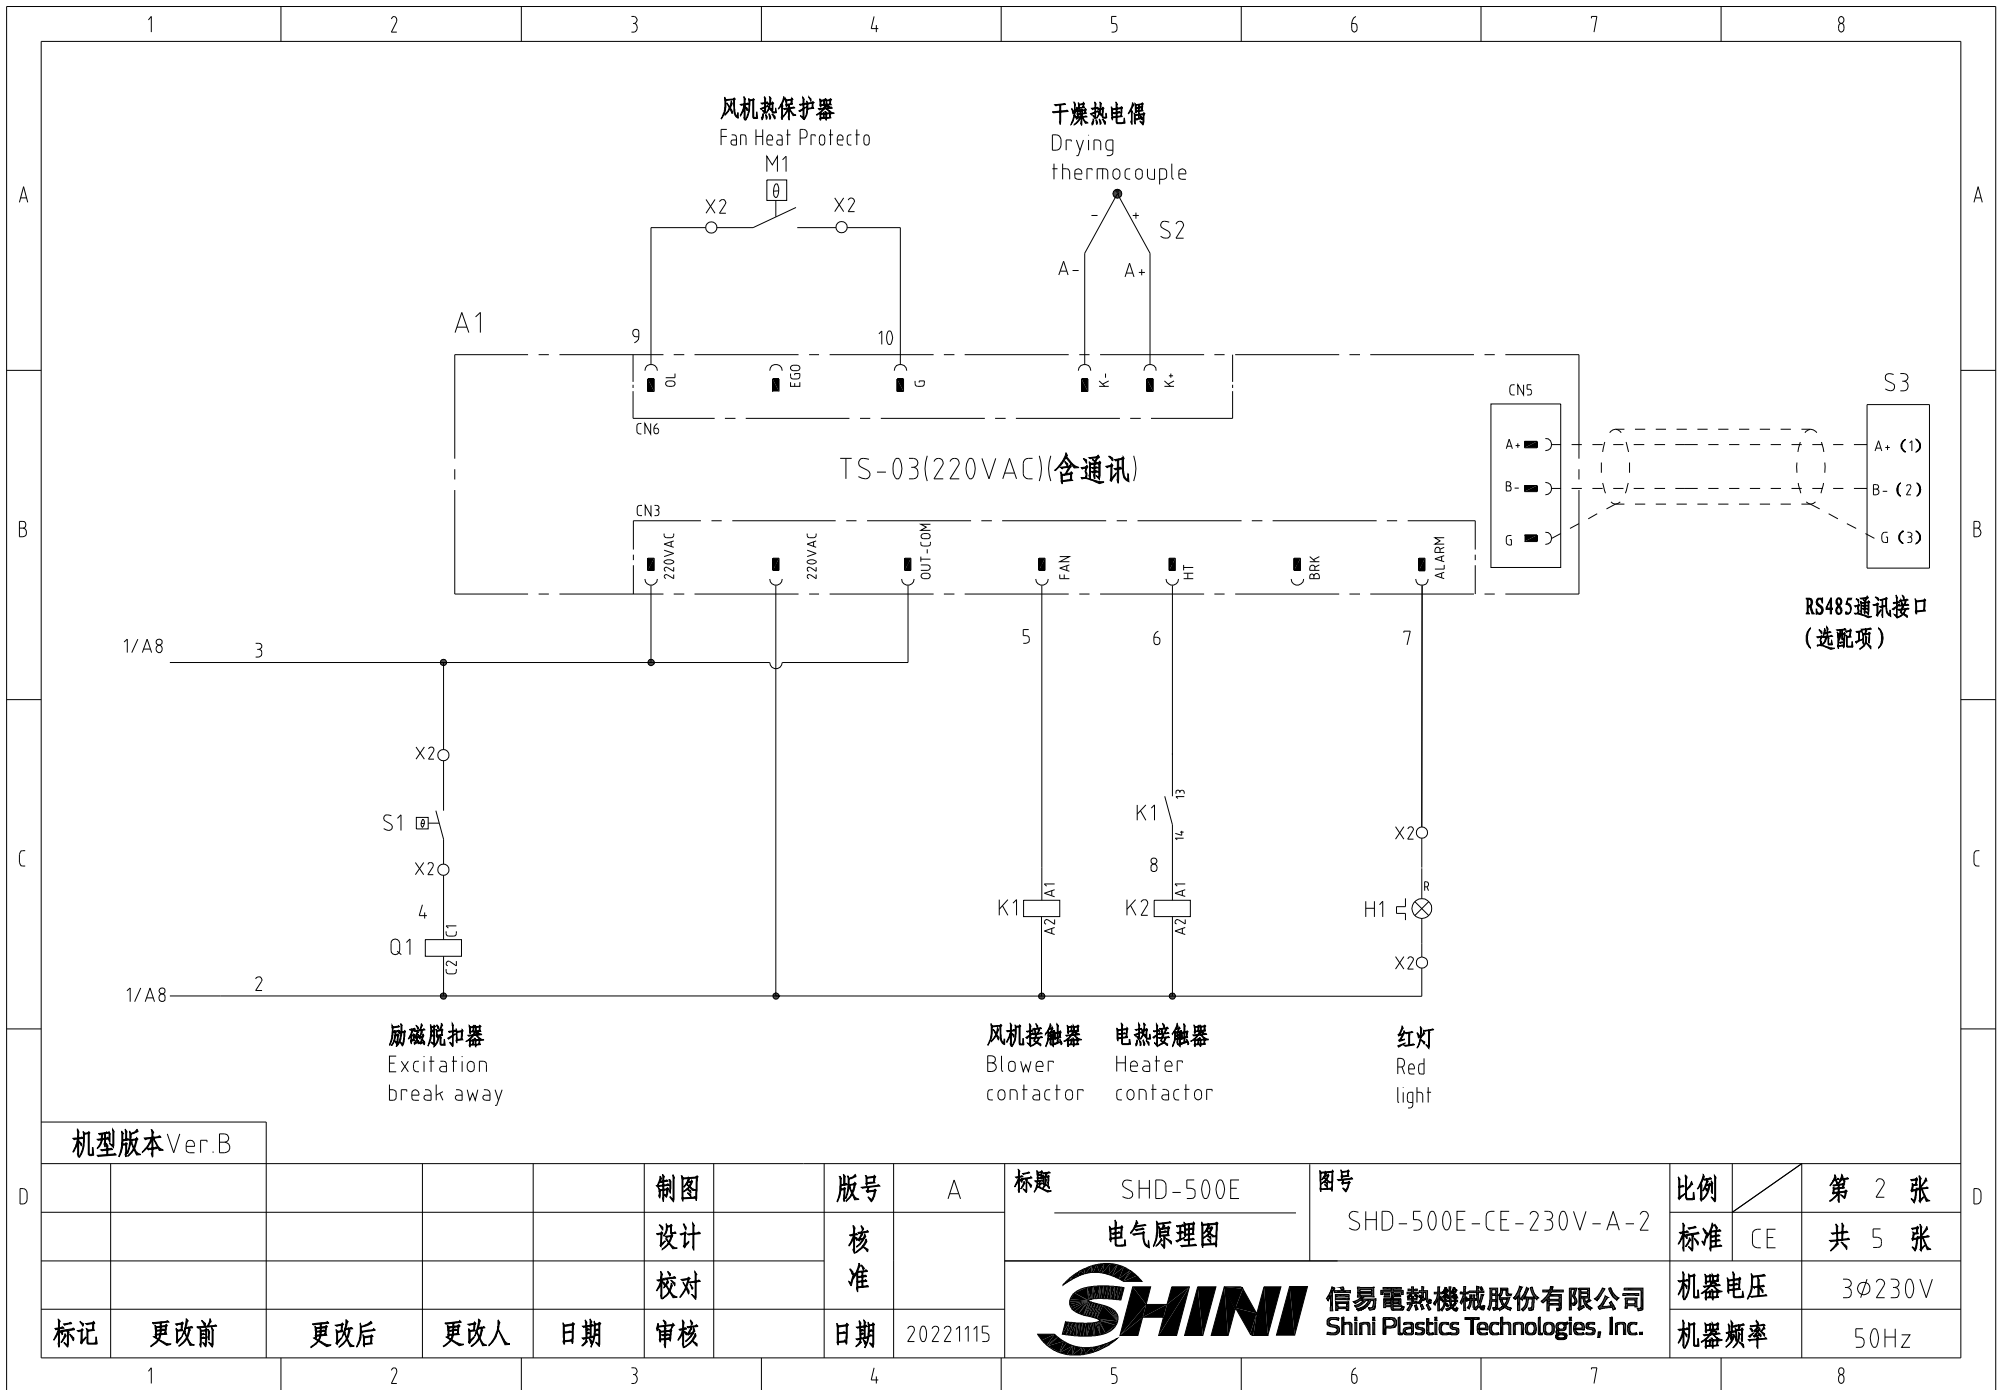 1 2 3 4 5 6 7 8
风机热保护器
Fan Heat Protecto
M1
θ
X2
X2
干燥热电偶
Drying
thermocouple
-
+
S2
A-
A+
A
A
A1
9
10
OL
EGO
G
K-
K+
CN6
TS-03(220VAC)(含通讯)
CN5
A+
B-
G
S3
A+ (1)
B- (2)
G (3)
RS485通讯接口
(选配项)
B
B
CN3
220VAC
220VAC
OUT-COM
FAN
HT
BRK
ALARM
1/A8
3
5
6
7
X2
S1
θ
X2
4
Q1
C1
C2
K1
13
14
8
K1
A1
A2
K2
A1
A2
X2
R
H1
X2
C
C
1/A8
2
励磁脱扣器
Excitation
break away
风机接触器
Blower
contactor
电热接触器
Heater
contactor
红灯
Red
light
机型版本Ver.B
D
D
制图
版号
A
标题
SHD-500E
电气原理图
图号
SHD-500E-CE-230V-A-2
比例
第 2 张
设计
核
准
标准
CE
共 5 张
校对
机器电压
3Φ230V
标记
更改前
更改后
更改人
日期
审核
日期
20221115
SHINI
信易電熱機械股份有限公司
Shini Plastics Technologies, Inc.
机器频率
50Hz
1 2 3 4 5 6 7 8